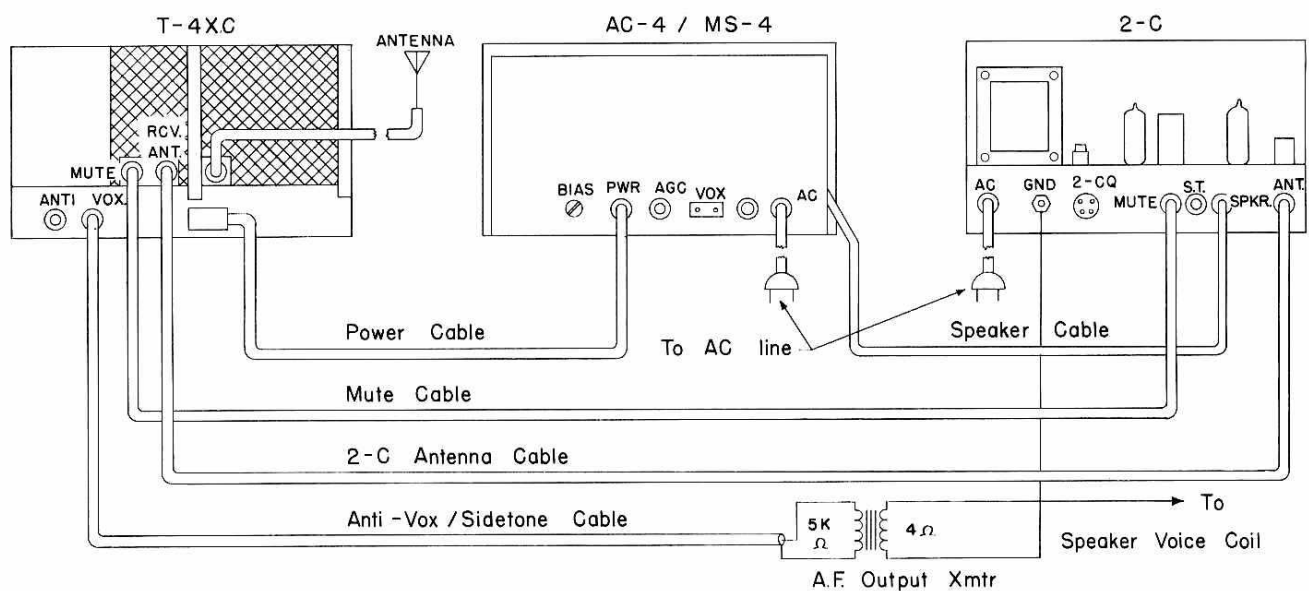 T-4X.C
AC-4 / MS-4
2-C
ANTENNA
RCV.
ANT.
MUTE
ANTI
VOX.
BIAS
PWR
AGC
VOX
AC
AC
GND
2-CQ
MUTE
S.T.
SPKR.
ANT.
Power Cable
To AC line
Speaker Cable
Mute Cable
2-C Antenna Cable
Anti-Vox/Sidetone Cable
5K
Ω
4Ω
To
Speaker Voice Coil
A.F. Output Xmtr